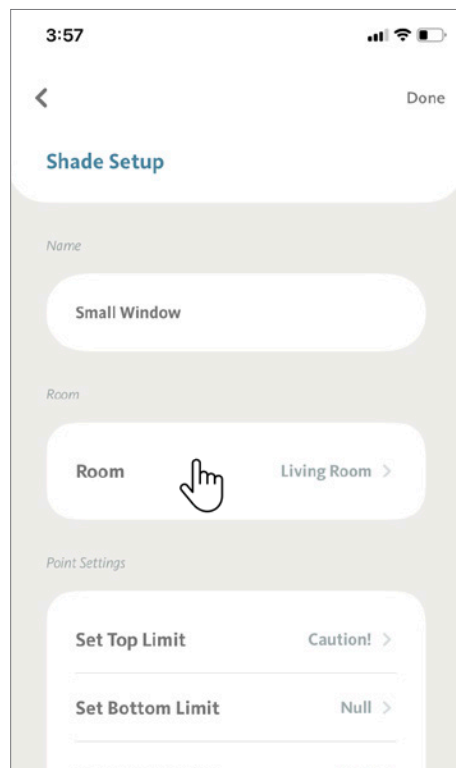 3:57
Done
Shade Setup
Name
Small Window
Room
Room Living Room
Point Settings
Set Top Limit Caution!
Set Bottom Limit Null